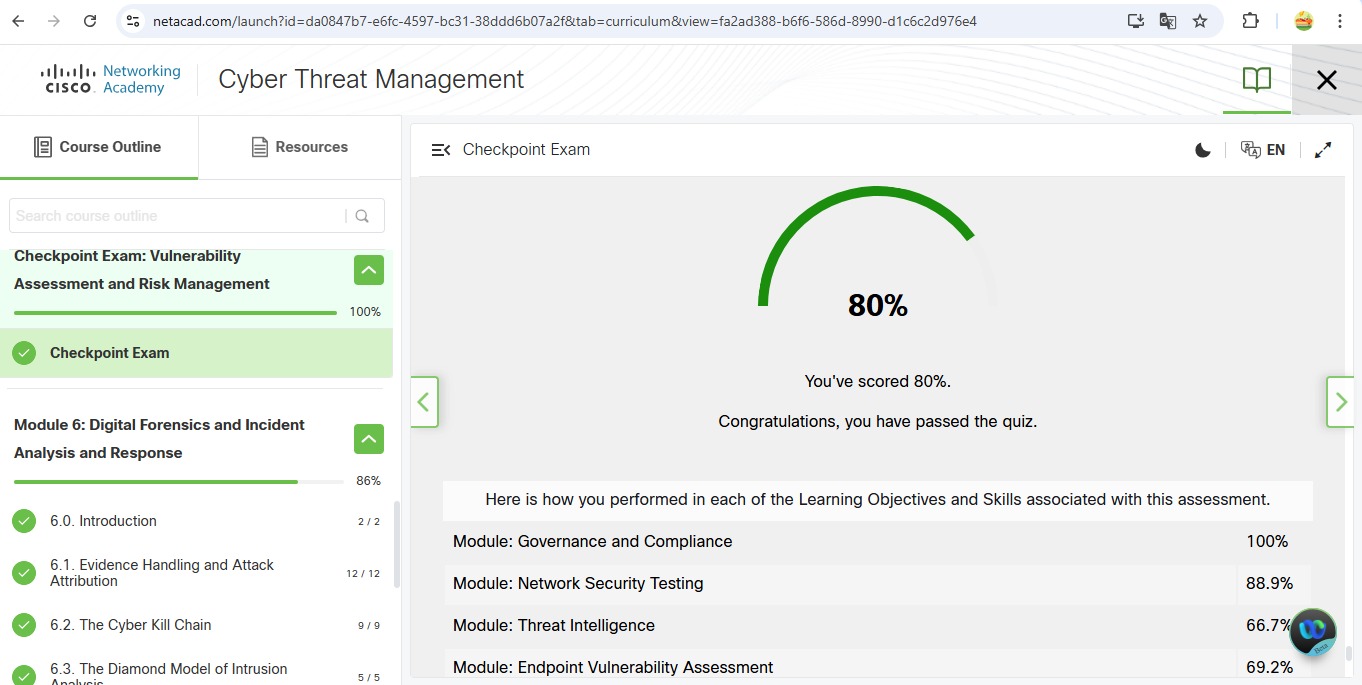 netacad.com/launch?id=da0847b7-e6fc-4597-bc31-38ddd6b07a2f&tab=curriculum&view=fa2ad388-b6f6-586d-8990-d1c6c2d976e4
CISCO
Networking
Academy
Cyber Threat Management
Course Outline
Resources
Checkpoint Exam
EN
Search course outline
Checkpoint Exam: Vulnerability
Assessment and Risk Management
100%
Checkpoint Exam
Module 6: Digital Forensics and Incident
Analysis and Response
86%
6.0. Introduction
2 / 2
6.1. Evidence Handling and Attack
Attribution
12 / 12
6.2. The Cyber Kill Chain
9 / 9
6.3. The Diamond Model of Intrusion
Analysis
5 / 5
80%
You've scored 80%.
Congratulations, you have passed the quiz.
Here is how you performed in each of the Learning Objectives and Skills associated with this assessment.
Module: Governance and Compliance 100%
Module: Network Security Testing 88.9%
Module: Threat Intelligence 66.7%
Module: Endpoint Vulnerability Assessment 69.2%
Beta